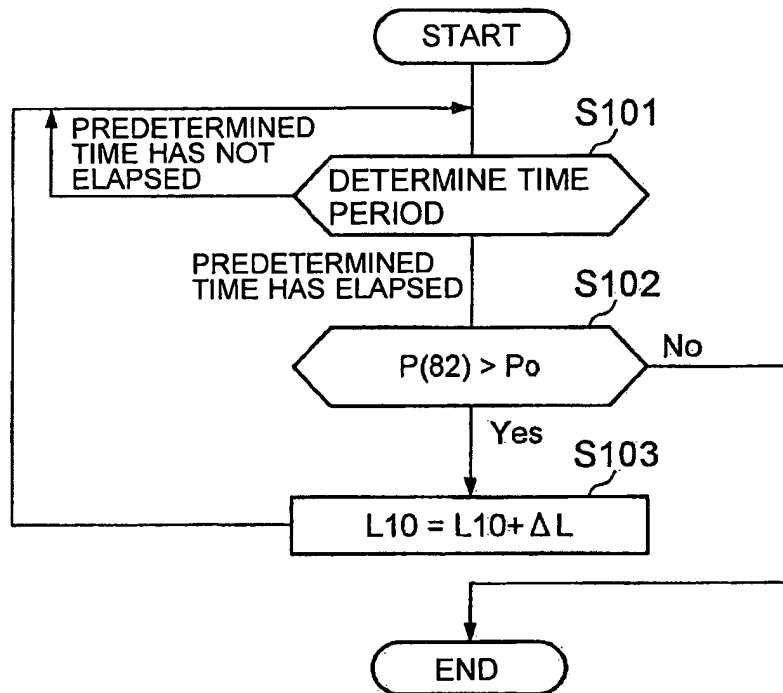 START
PREDETERMINED
TIME HAS NOT
ELAPSED
S101
DETERMINE TIME
PERIOD
PREDETERMINED
TIME HAS ELAPSED
S102
P(82) > Po
No
Yes
S103
L10 = L10+ΔL
END